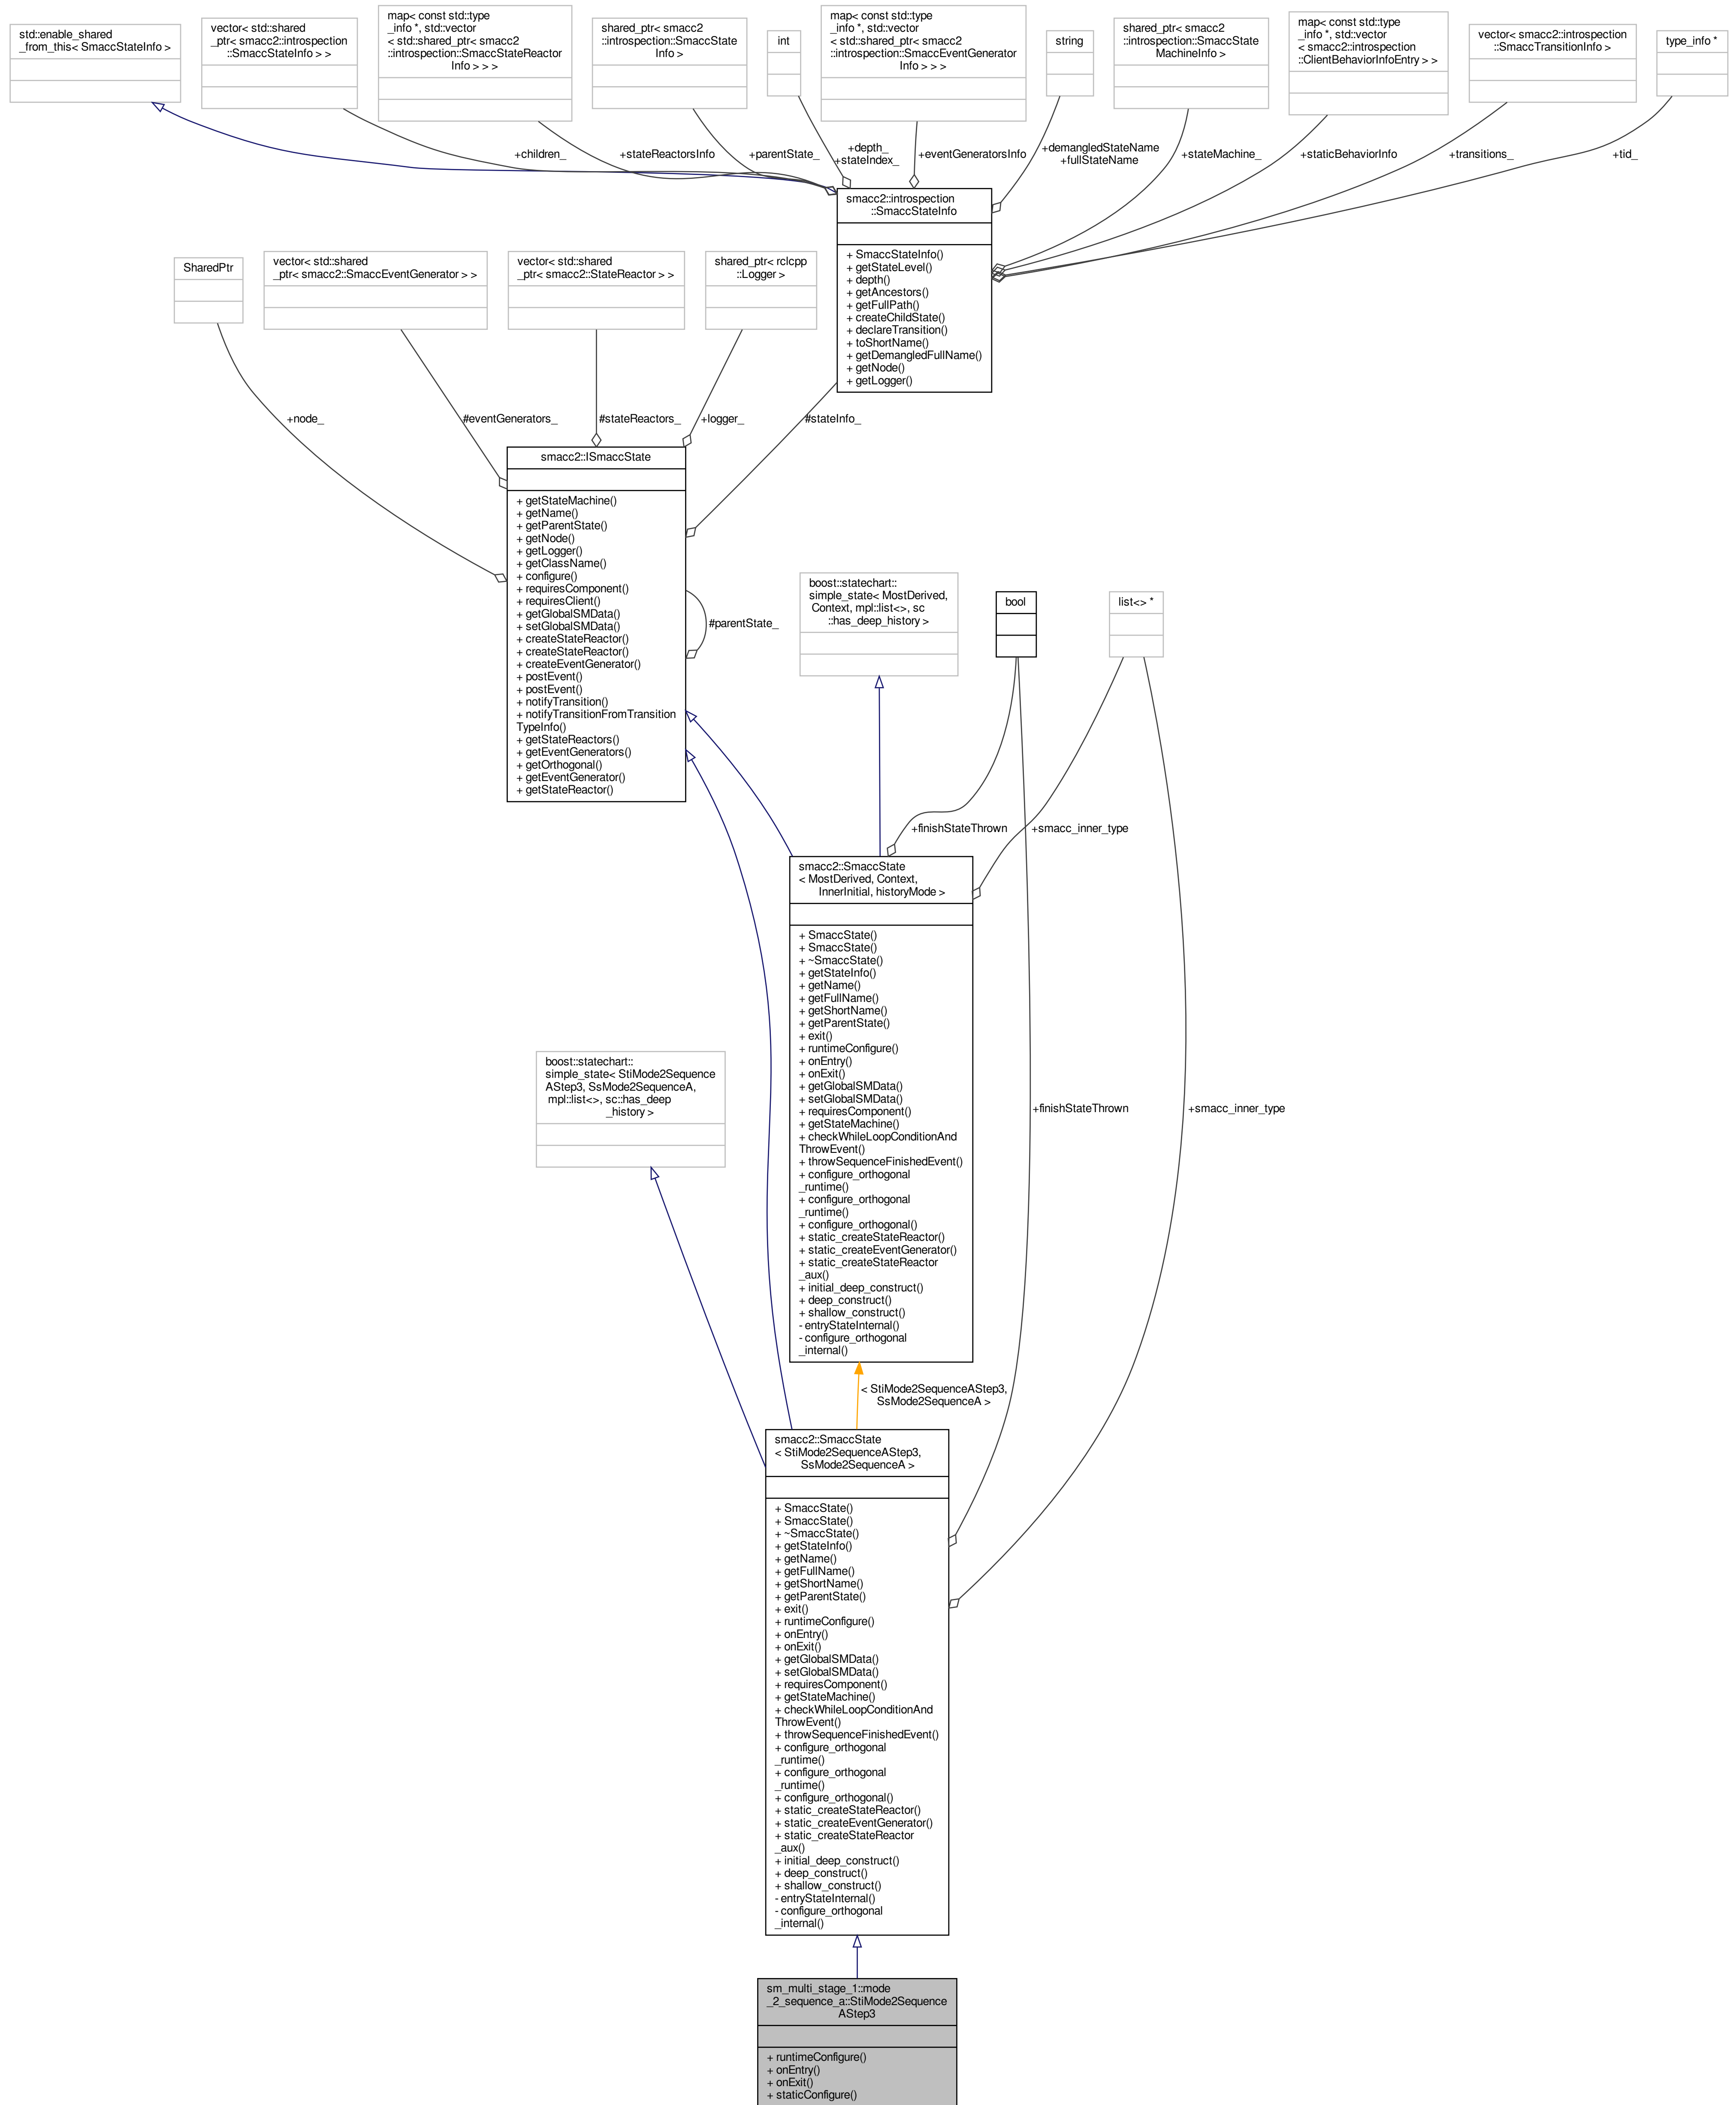 std::enable_shared
_from_this< SmaccStateInfo >
vector< std::shared
_ptr< smacc2::introspection
::SmaccStateInfo > >
map< const std::type
_info *, std::vector
< std::shared_ptr< smacc2
::introspection::SmaccStateReactor
Info > > >
shared_ptr< smacc2
::introspection::SmaccState
Info >
int
map< const std::type
_info *, std::vector
< std::shared_ptr< smacc2
::introspection::SmaccEventGenerator
Info > > >
string
shared_ptr< smacc2
::introspection::SmaccState
MachineInfo >
map< const std::type
_info *, std::vector
< smacc2::introspection
::ClientBehaviorInfoEntry > >
vector< smacc2::introspection
::SmaccTransitionInfo >
type_info *
+children_
+stateReactorsInfo
+parentState_
+depth_
+stateIndex_
+eventGeneratorsInfo
+demangledStateName
+fullStateName
+stateMachine_
+staticBehaviorInfo
+transitions_
+tid_
smacc2::introspection
::SmaccStateInfo
+ SmaccStateInfo()
+ getStateLevel()
+ depth()
+ getAncestors()
+ getFullPath()
+ createChildState()
+ declareTransition()
+ toShortName()
+ getDemangledFullName()
+ getNode()
+ getLogger()
SharedPtr
vector< std::shared
_ptr< smacc2::SmaccEventGenerator > >
vector< std::shared
_ptr< smacc2::StateReactor > >
shared_ptr< rclcpp
::Logger >
+node_
#eventGenerators_
#stateReactors_
+logger_
#stateInfo_
smacc2::ISmaccState
+ getStateMachine()
+ getName()
+ getParentState()
+ getNode()
+ getLogger()
+ getClassName()
+ configure()
+ requiresComponent()
+ requiresClient()
+ getGlobalSMData()
+ setGlobalSMData()
+ createStateReactor()
+ createStateReactor()
+ createEventGenerator()
+ postEvent()
+ postEvent()
+ notifyTransition()
+ notifyTransitionFromTransition
TypeInfo()
+ getStateReactors()
+ getEventGenerators()
+ getOrthogonal()
+ getEventGenerator()
+ getStateReactor()
#parentState_
boost::statechart::
simple_state< MostDerived,
Context, mpl::list<>, sc
::has_deep_history >
bool
list<> *
+finishStateThrown
+smacc_inner_type
smacc2::SmaccState
< MostDerived, Context,
InnerInitial, historyMode >
+ SmaccState()
+ SmaccState()
+ ~SmaccState()
+ getStateInfo()
+ getName()
+ getFullName()
+ getShortName()
+ getParentState()
+ exit()
+ runtimeConfigure()
+ onEntry()
+ onExit()
+ getGlobalSMData()
+ setGlobalSMData()
+ requiresComponent()
+ getStateMachine()
+ checkWhileLoopConditionAnd
ThrowEvent()
+ throwSequenceFinishedEvent()
+ configure_orthogonal
_runtime()
+ configure_orthogonal
_runtime()
+ configure_orthogonal()
+ static_createStateReactor()
+ static_createEventGenerator()
+ static_createStateReactor
_aux()
+ initial_deep_construct()
+ deep_construct()
+ shallow_construct()
- entryStateInternal()
- configure_orthogonal
_internal()
boost::statechart::
simple_state< StiMode2Sequence
AStep3, SsMode2SequenceA,
mpl::list<>, sc::has_deep
_history >
+finishStateThrown
+smacc_inner_type
< StiMode2SequenceAStep3,
SsMode2SequenceA >
smacc2::SmaccState
< StiMode2SequenceAStep3,
SsMode2SequenceA >
+ SmaccState()
+ SmaccState()
+ ~SmaccState()
+ getStateInfo()
+ getName()
+ getFullName()
+ getShortName()
+ getParentState()
+ exit()
+ runtimeConfigure()
+ onEntry()
+ onExit()
+ getGlobalSMData()
+ setGlobalSMData()
+ requiresComponent()
+ getStateMachine()
+ checkWhileLoopConditionAnd
ThrowEvent()
+ throwSequenceFinishedEvent()
+ configure_orthogonal
_runtime()
+ configure_orthogonal
_runtime()
+ configure_orthogonal()
+ static_createStateReactor()
+ static_createEventGenerator()
+ static_createStateReactor
_aux()
+ initial_deep_construct()
+ deep_construct()
+ shallow_construct()
- entryStateInternal()
- configure_orthogonal
_internal()
sm_multi_stage_1::mode
_2_sequence_a::StiMode2Sequence
AStep3
+ runtimeConfigure()
+ onEntry()
+ onExit()
+ staticConfigure()